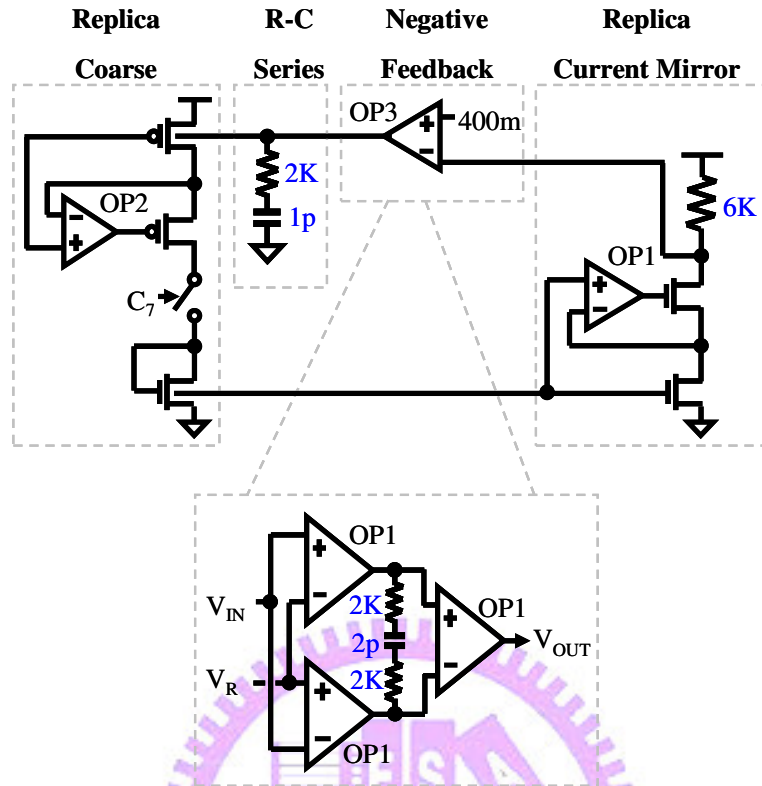 Replica Coarse
R-C Series
Negative Feedback
Replica Current Mirror
OP3
+
400m
−
2K
1p
6K
OP2
−
+
C7
OP1
+
−
OP1
+
−
VIN
2K
2p
2K
OP1
+
−
VOUT
VR
+
−
OP1
ESA